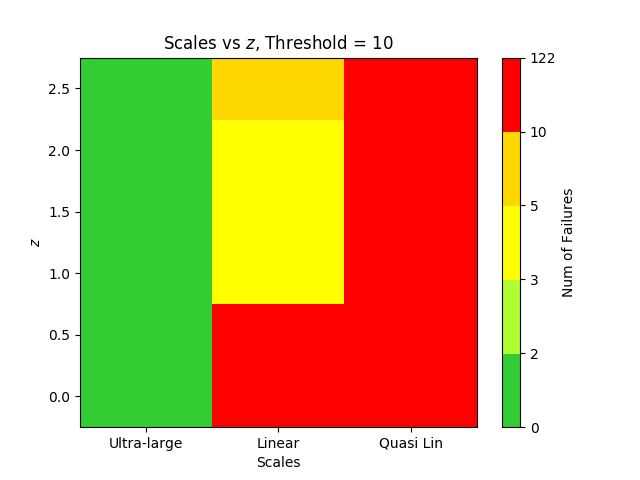 Scales vs z, Threshold = 10
2.5
2.0
1.5
1.0
0.5
0.0
z
Ultra-large
Linear
Quasi Lin
Scales
122
10
5
3
2
0
Num of Failures